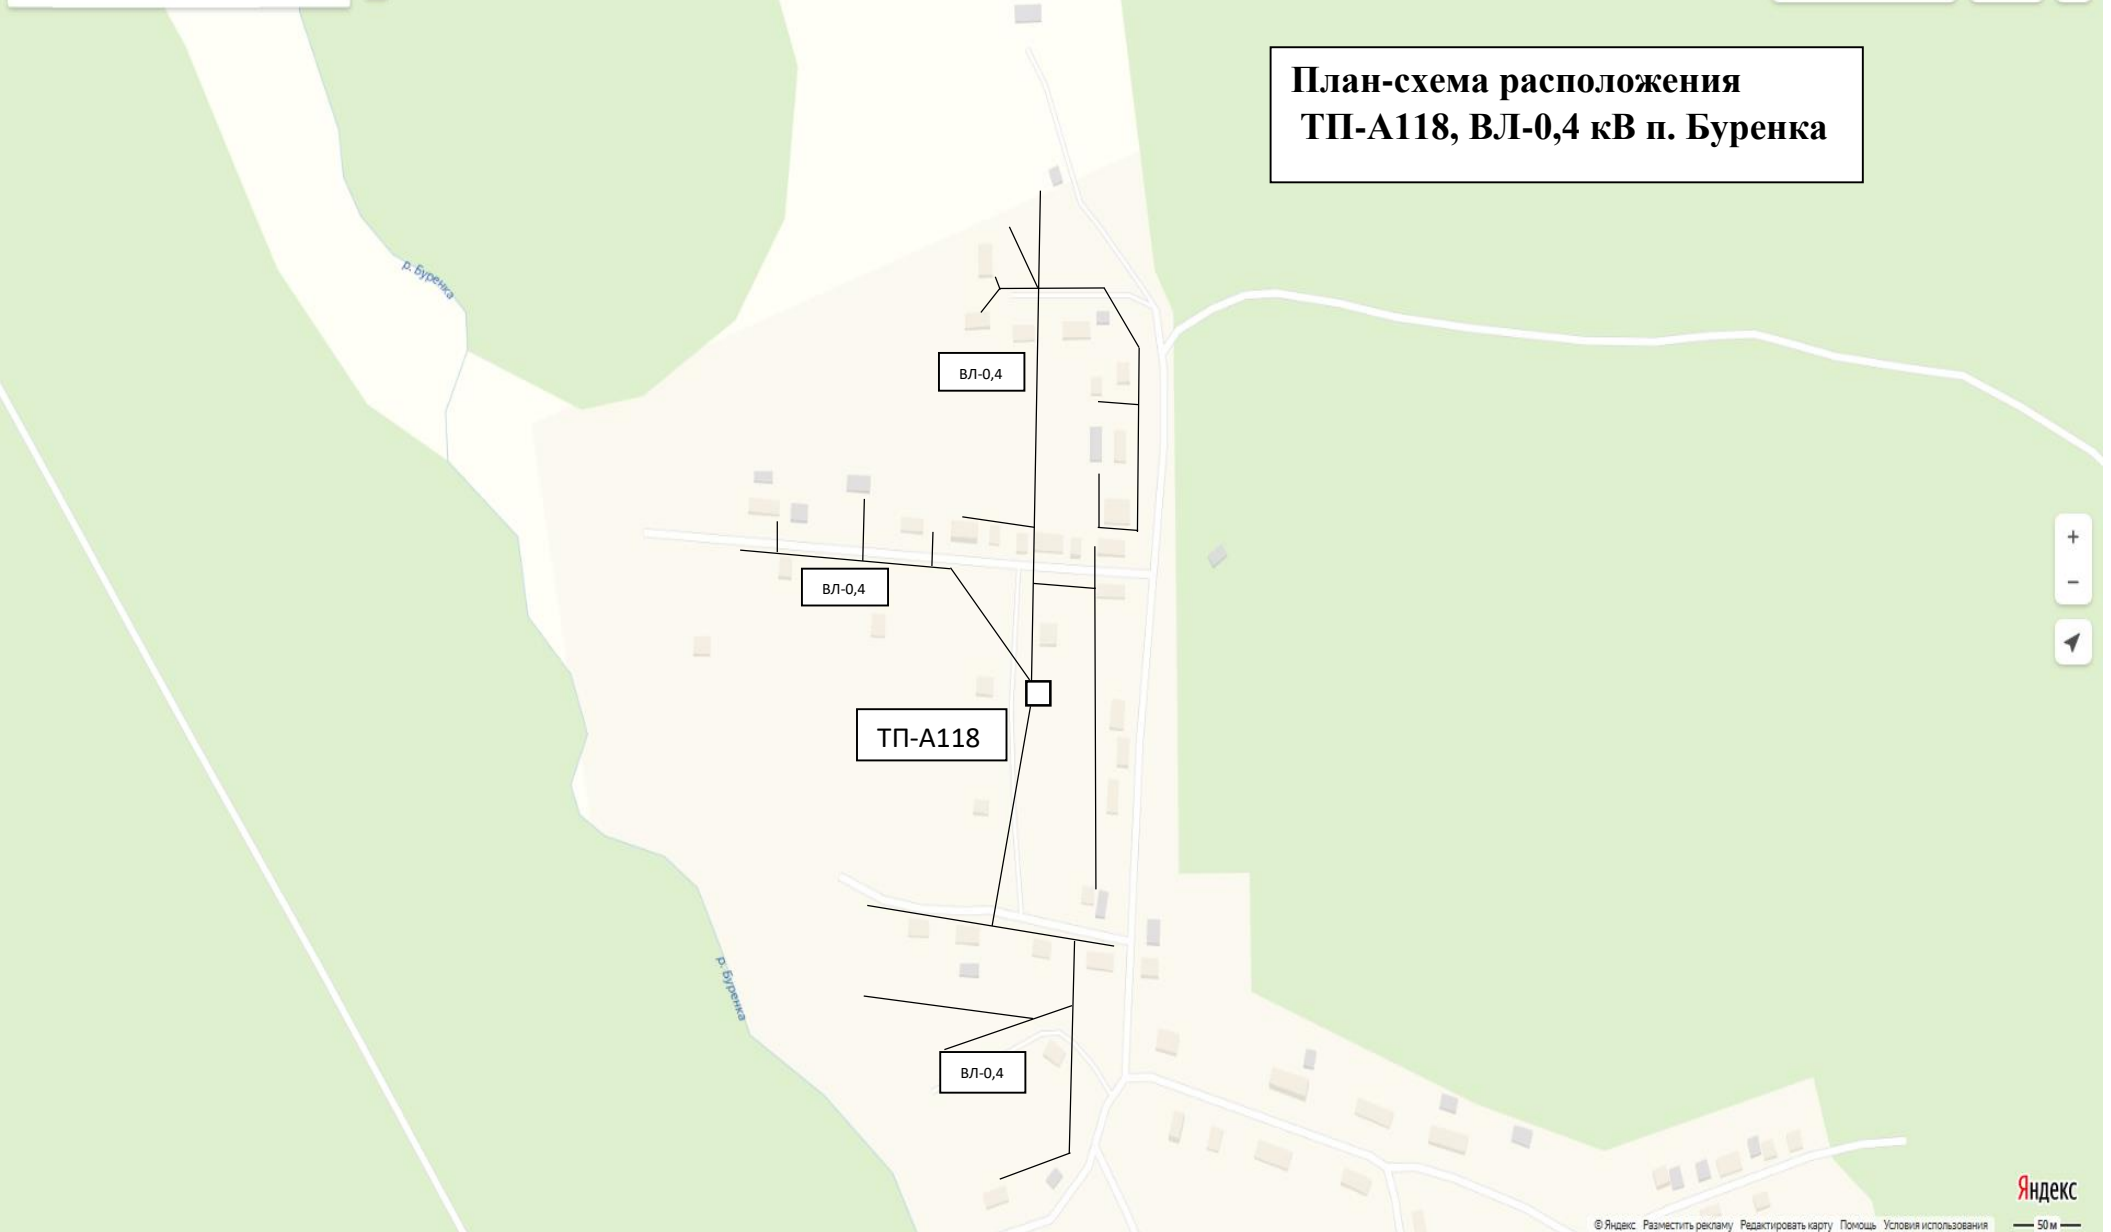 План-схема расположения
ТП-А118, ВЛ-0,4 кВ п. Буренка
р. Буренка
ВЛ-0,4
ВЛ-0,4
ТП-А118
р. Буренка
ВЛ-0,4
Яндекс
© Яндекс Разместить рекламу Редактировать карту Помощь Условия использования 50 м